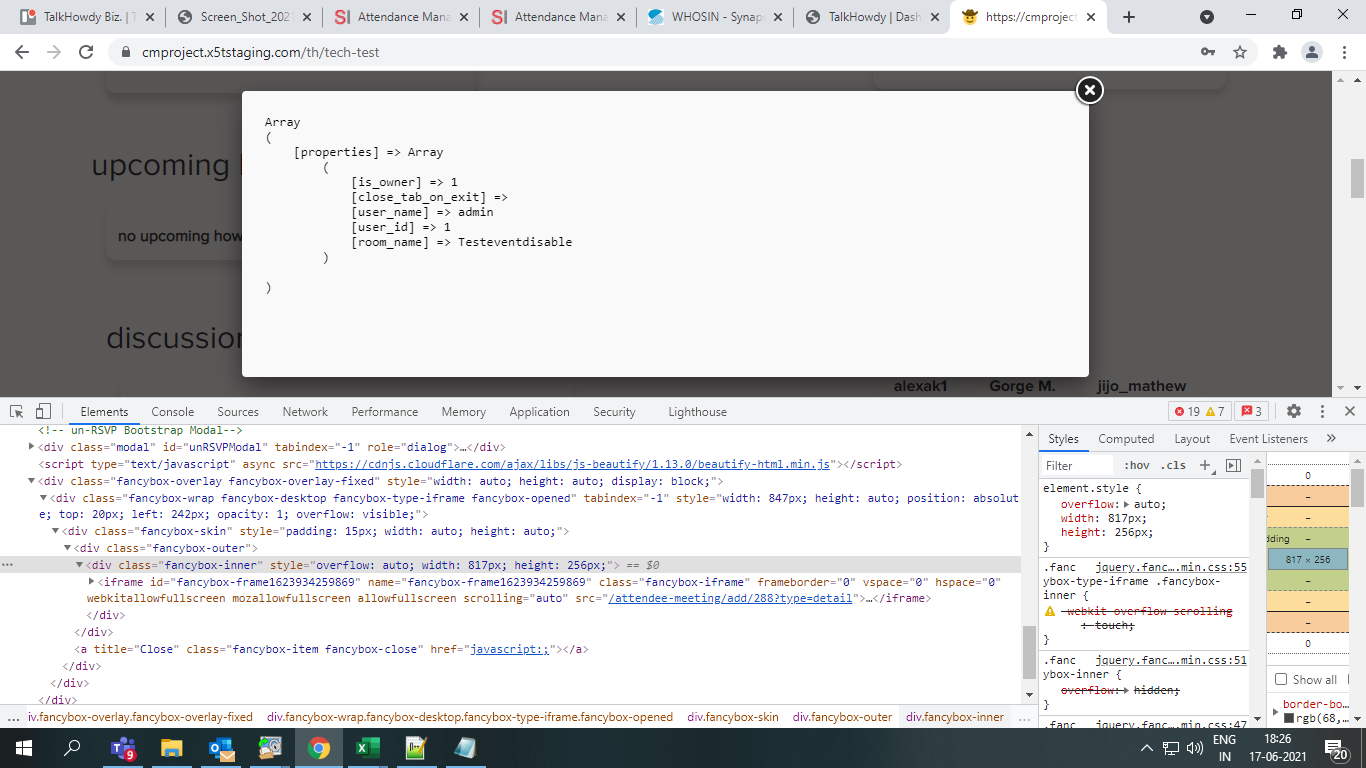 TalkHowdy Biz. | T
Screen_Shot_202
Attendance Mana
Attendance Mana
WHOSIN - Synaps
TalkHowdy | Dash
https://cmproject
cmproject.x5tstaging.com/th/tech-test
upcoming
no upcoming how
discussion
Array
(
[properties] => Array
(
[is_owner] => 1
[close_tab_on_exit] =>
[user_name] => admin
[user_id] => 1
[room_name] => Testeventdisable
)
)
alexak1 Gorge M. jijo_mathew
Elements Console Sources Network Performance Memory Application Security Lighthouse 19 7 3
<!-- un-RSVP Bootstrap Modal-->
<div class="modal" id="unRSVPModal" tabindex="-1" role="dialog">…</div>
<script type="text/javascript" async src="https://cdnjs.cloudflare.com/ajax/libs/js-beautify/1.13.0/beautify-html.min.js"></script>
<div class="fancybox-overlay fancybox-overlay-fixed" style="width: auto; height: auto; display: block;">
<div class="fancybox-wrap fancybox-desktop fancybox-type-iframe fancybox-opened" tabindex="-1" style="width: 847px; height: auto; position: absolut
e; top: 20px; left: 242px; opacity: 1; overflow: visible;">
<div class="fancybox-skin" style="padding: 15px; width: auto; height: auto;">
<div class="fancybox-outer">
<div class="fancybox-inner" style="overflow: auto; width: 817px; height: 256px;"> == $0
<iframe id="fancybox-frame1623934259869" name="fancybox-frame1623934259869" class="fancybox-iframe" frameborder="0" vspace="0" hspace="0"
webkitallowfullscreen mozallowfullscreen allowfullscreen scrolling="auto" src="/attendee-meeting/add/288?type=detail">…</iframe>
</div>
</div>
<a title="Close" class="fancybox-item fancybox-close" href="javascript:;"></a>
</div>
</div>
</div>
... iv.fancybox-overlay.fancybox-overlay-fixed div.fancybox-wrap.fancybox-desktop.fancybox-type-iframe.fancybox-opened div.fancybox-skin div.fancybox-outer div.fancybox-inner ...
Styles Computed Layout Event Listeners »
Filter :hov .cls +
element.style {
overflow: auto;
width: 817px;
height: 256px;
}
.fanc jquery.fanc….min.css:55
ybox-type-iframe .fancybox-
inner {
-webkit-overflow-scrolling
: touch;
}
.fanc jquery.fanc….min.css:51
ybox-inner {
overflow: hidden;
}
.fanc jquery.fanc….min.css:47
0
–
–
dding –
817 × 256
–
–
–
0
Show all
border-bo…
rgb(68,
9
20
ENG
IN
18:26
17-06-2021